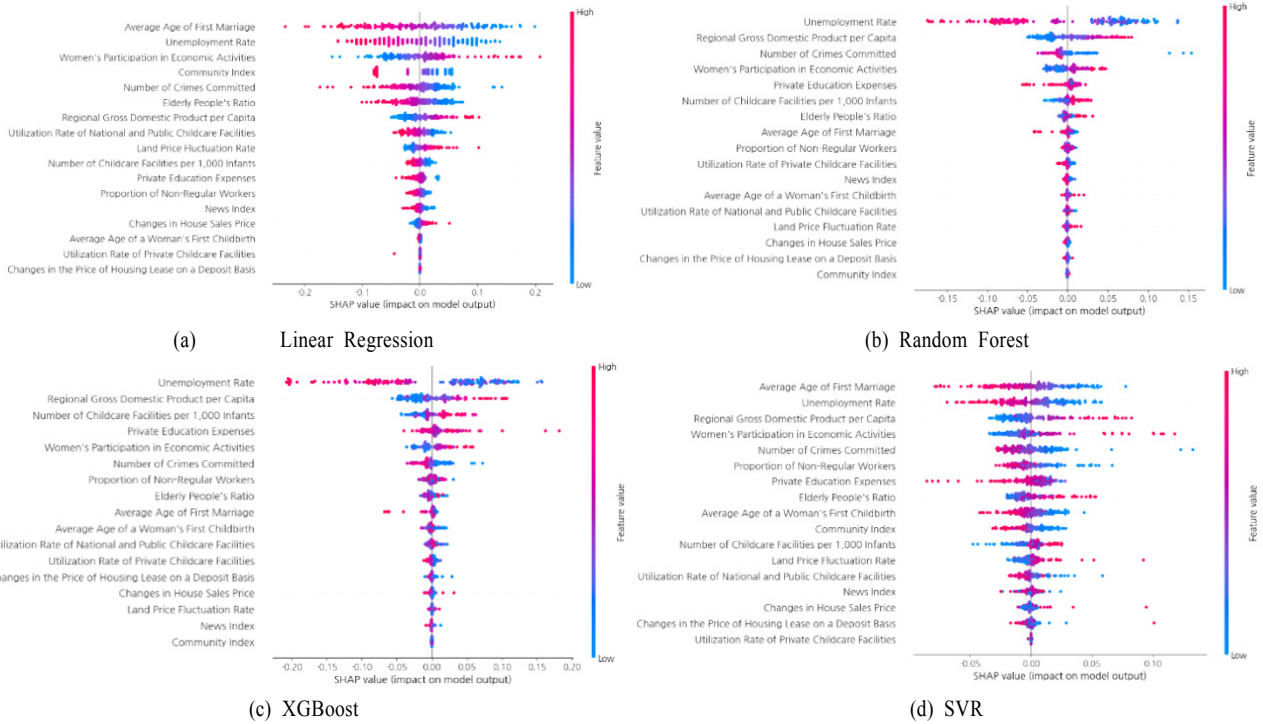 High
Average Age of First Marriage
Unemployment Rate
Women's Participation in Economic Activities
Community Index
Number of Crimes Committed
Elderly People's Ratio
Regional Gross Domestic Product per Capita
Utilization Rate of National and Public Childcare Facilities
Land Price Fluctuation Rate
Number of Childcare Facilities per 1,000 Infants
Private Education Expenses
Proportion of Non-Regular Workers
News Index
Changes in House Sales Price
Average Age of a Woman's First Childbirth
Utilization Rate of Private Childcare Facilities
Changes in the Price of Housing Lease on a Deposit Basis
Feature value
Low
-0.2 -0.1 0.0 0.1 0.2
SHAP value (impact on model output)
(a) Linear Regression
High
Unemployment Rate
Regional Gross Domestic Product per Capita
Number of Crimes Committed
Women's Participation in Economic Activities
Private Education Expenses
Number of Childcare Facilities per 1,000 Infants
Elderly People's Ratio
Average Age of First Marriage
Proportion of Non-Regular Workers
Utilization Rate of Private Childcare Facilities
News Index
Average Age of a Woman's First Childbirth
Utilization Rate of National and Public Childcare Facilities
Land Price Fluctuation Rate
Changes in House Sales Price
Changes in the Price of Housing Lease on a Deposit Basis
Community Index
Feature value
Low
-0.15 -0.10 -0.05 0.00 0.05 0.10 0.15
SHAP value (impact on model output)
(b) Random Forest
High
Unemployment Rate
Regional Gross Domestic Product per Capita
Number of Childcare Facilities per 1,000 Infants
Private Education Expenses
Women's Participation in Economic Activities
Number of Crimes Committed
Proportion of Non-Regular Workers
Elderly People's Ratio
Average Age of First Marriage
Average Age of a Woman's First Childbirth
tilization Rate of National and Public Childcare Facilities
Utilization Rate of Private Childcare Facilities
hanges in the Price of Housing Lease on a Deposit Basis
Changes in House Sales Price
Land Price Fluctuation Rate
News Index
Community Index
Feature value
Low
-0.20 -0.15 -0.10 -0.05 0.00 0.05 0.10 0.15 0.20
SHAP value (impact on model output)
(c) XGBoost
High
Average Age of First Marriage
Unemployment Rate
Regional Gross Domestic Product per Capita
Women's Participation in Economic Activities
Number of Crimes Committed
Proportion of Non-Regular Workers
Private Education Expenses
Elderly People's Ratio
Average Age of a Woman's First Childbirth
Community Index
Number of Childcare Facilities per 1,000 Infants
Land Price Fluctuation Rate
Utilization Rate of National and Public Childcare Facilities
News Index
Changes in House Sales Price
Changes in the Price of Housing Lease on a Deposit Basis
Utilization Rate of Private Childcare Facilities
Feature value
Low
-0.05 0.00 0.05 0.10
SHAP value (impact on model output)
(d) SVR